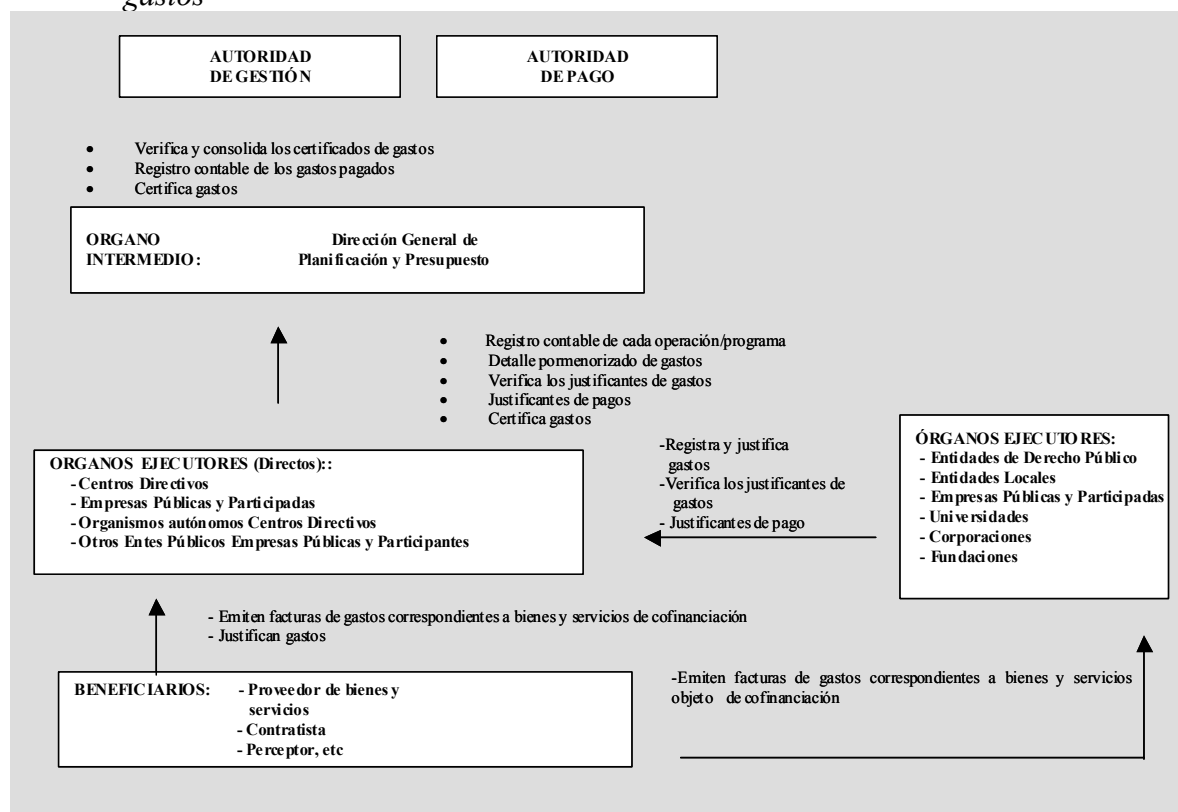 gastos
AUTORIDAD
DE GESTIÓN
AUTORIDAD
DE PAGO
• Verifica y consolida los certificados de gastos
• Registro contable de los gastos pagados
• Certifica gastos
ORGANO
INTERMEDIO:
Dirección General de
Planificación y Presupuesto
• Registro contable de cada operación/programa
• Detalle pormenorizado de gastos
• Verifica los justificantes de gastos
• Justificantes de pagos
• Certifica gastos
ORGANOS EJECUTORES (Directos)::
- Centros Directivos
- Empresas Públicas y Participadas
- Organismos autónomos Centros Directivos
- Otros Entes Públicos Empresas Públicas y Participantes
-Registra y justifica
gastos
-Verifica los justificantes de
gastos
- Justificantes de pago
ÓRGANOS EJECUTORES:
- Entidades de Derecho Público
- Entidades Locales
- Empresas Públicas y Participadas
- Universidades
- Corporaciones
- Fundaciones
- Emiten facturas de gastos correspondientes a bienes y servicios de cofinanciación
- Justifican gastos
BENEFICIARIOS: - Proveedor de bienes y
servicios
- Contratista
- Perceptor, etc
-Emiten facturas de gastos correspondientes a bienes y servicios
objeto de cofinanciación